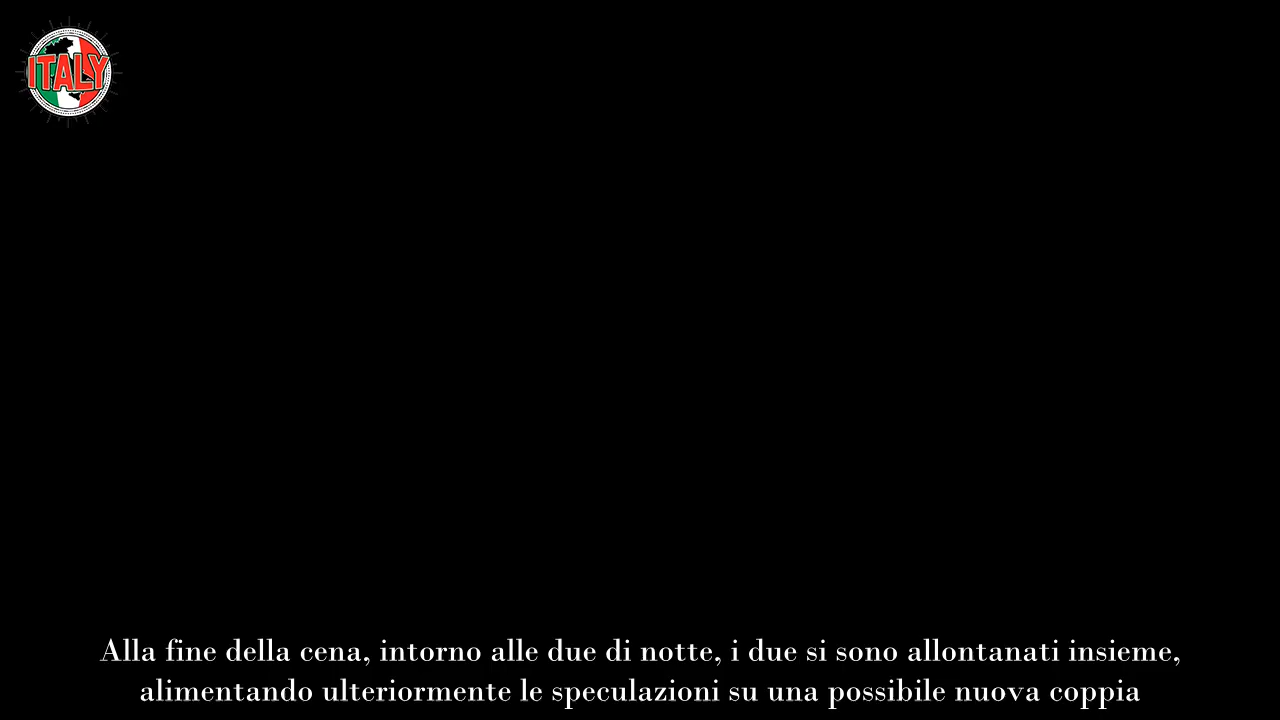 ITALY
Alla fine della cena, intorno alle due di notte, i due si sono allontanati insieme,
alimentando ulteriormente le speculazioni su una possibile nuova coppia